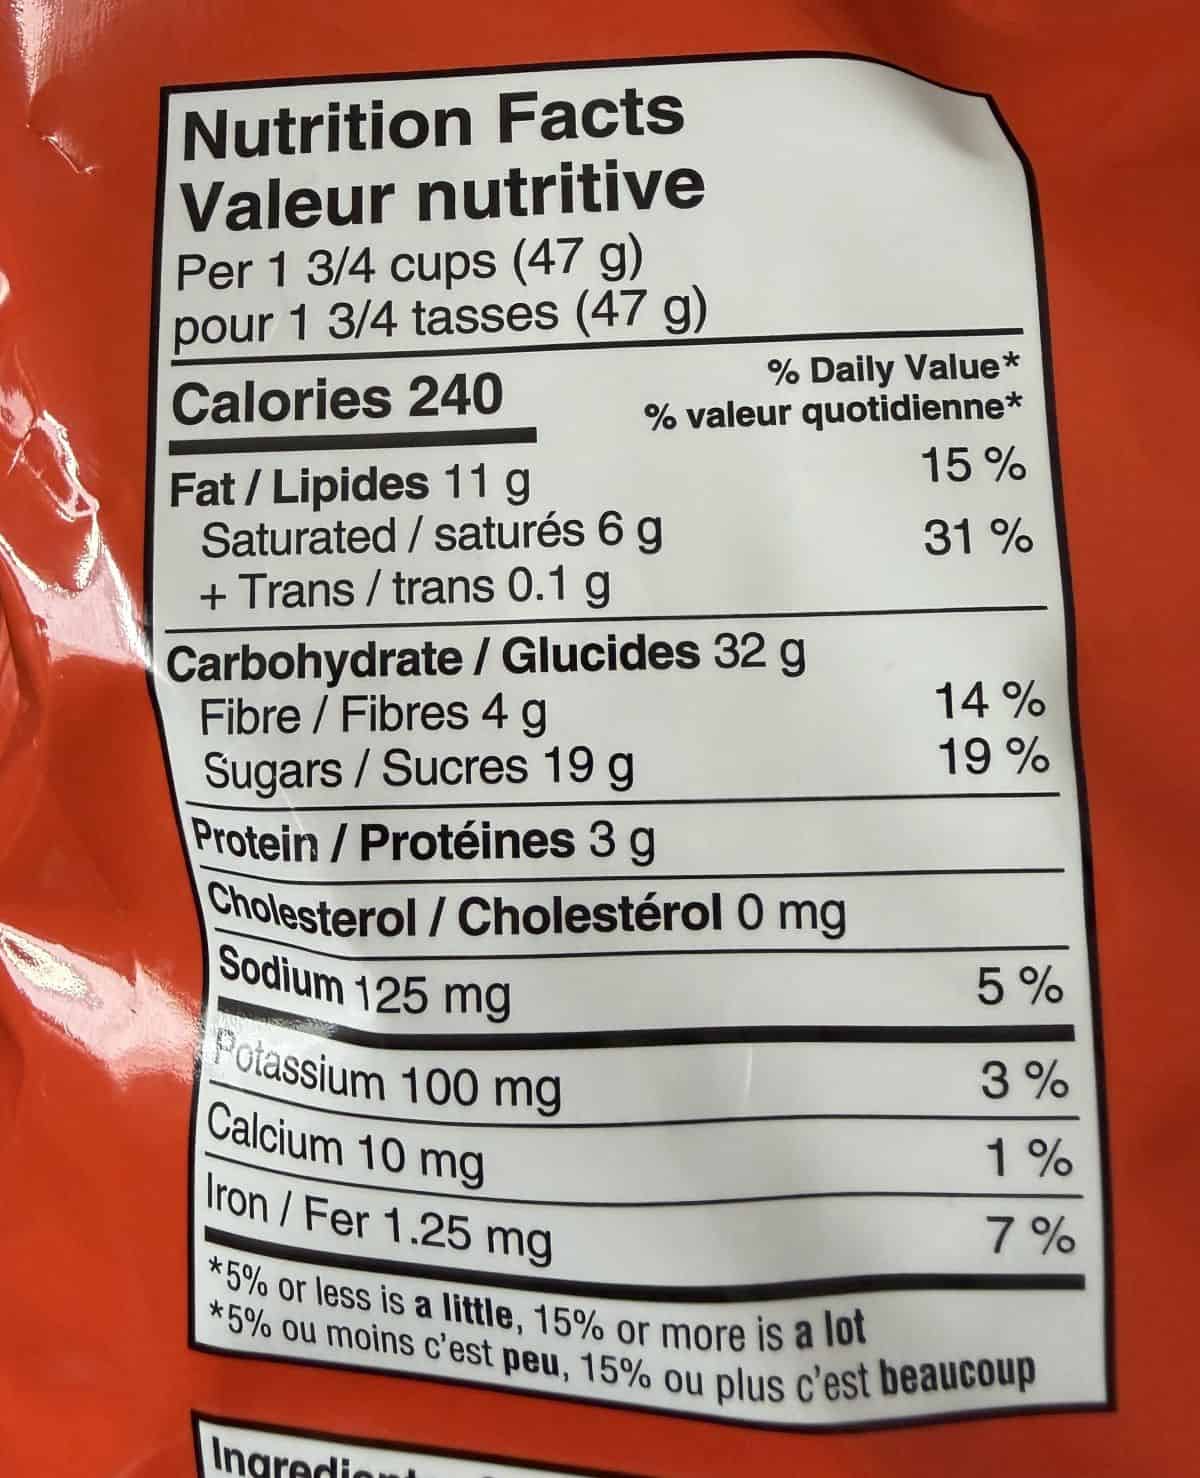 Nutrition Facts
Valeur nutritive
Per 1 3/4 cups (47 g)
pour 1 3/4 tasses (47 g)
Calories 240
% Daily Value*
% valeur quotidienne*
Fat / Lipides 11 g 15 %
Saturated / saturés 6 g 31 %
+ Trans / trans 0.1 g
Carbohydrate / Glucides 32 g
Fibre / Fibres 4 g 14 %
Sugars / Sucres 19 g 19 %
Protein / Protéines 3 g
Cholesterol / Cholestérol 0 mg
Sodium 125 mg 5 %
Potassium 100 mg 3 %
Calcium 10 mg 1 %
Iron / Fer 1.25 mg 7 %
*5% or less is a little, 15% or more is a lot
*5% ou moins c'est peu, 15% ou plus c'est beaucoup